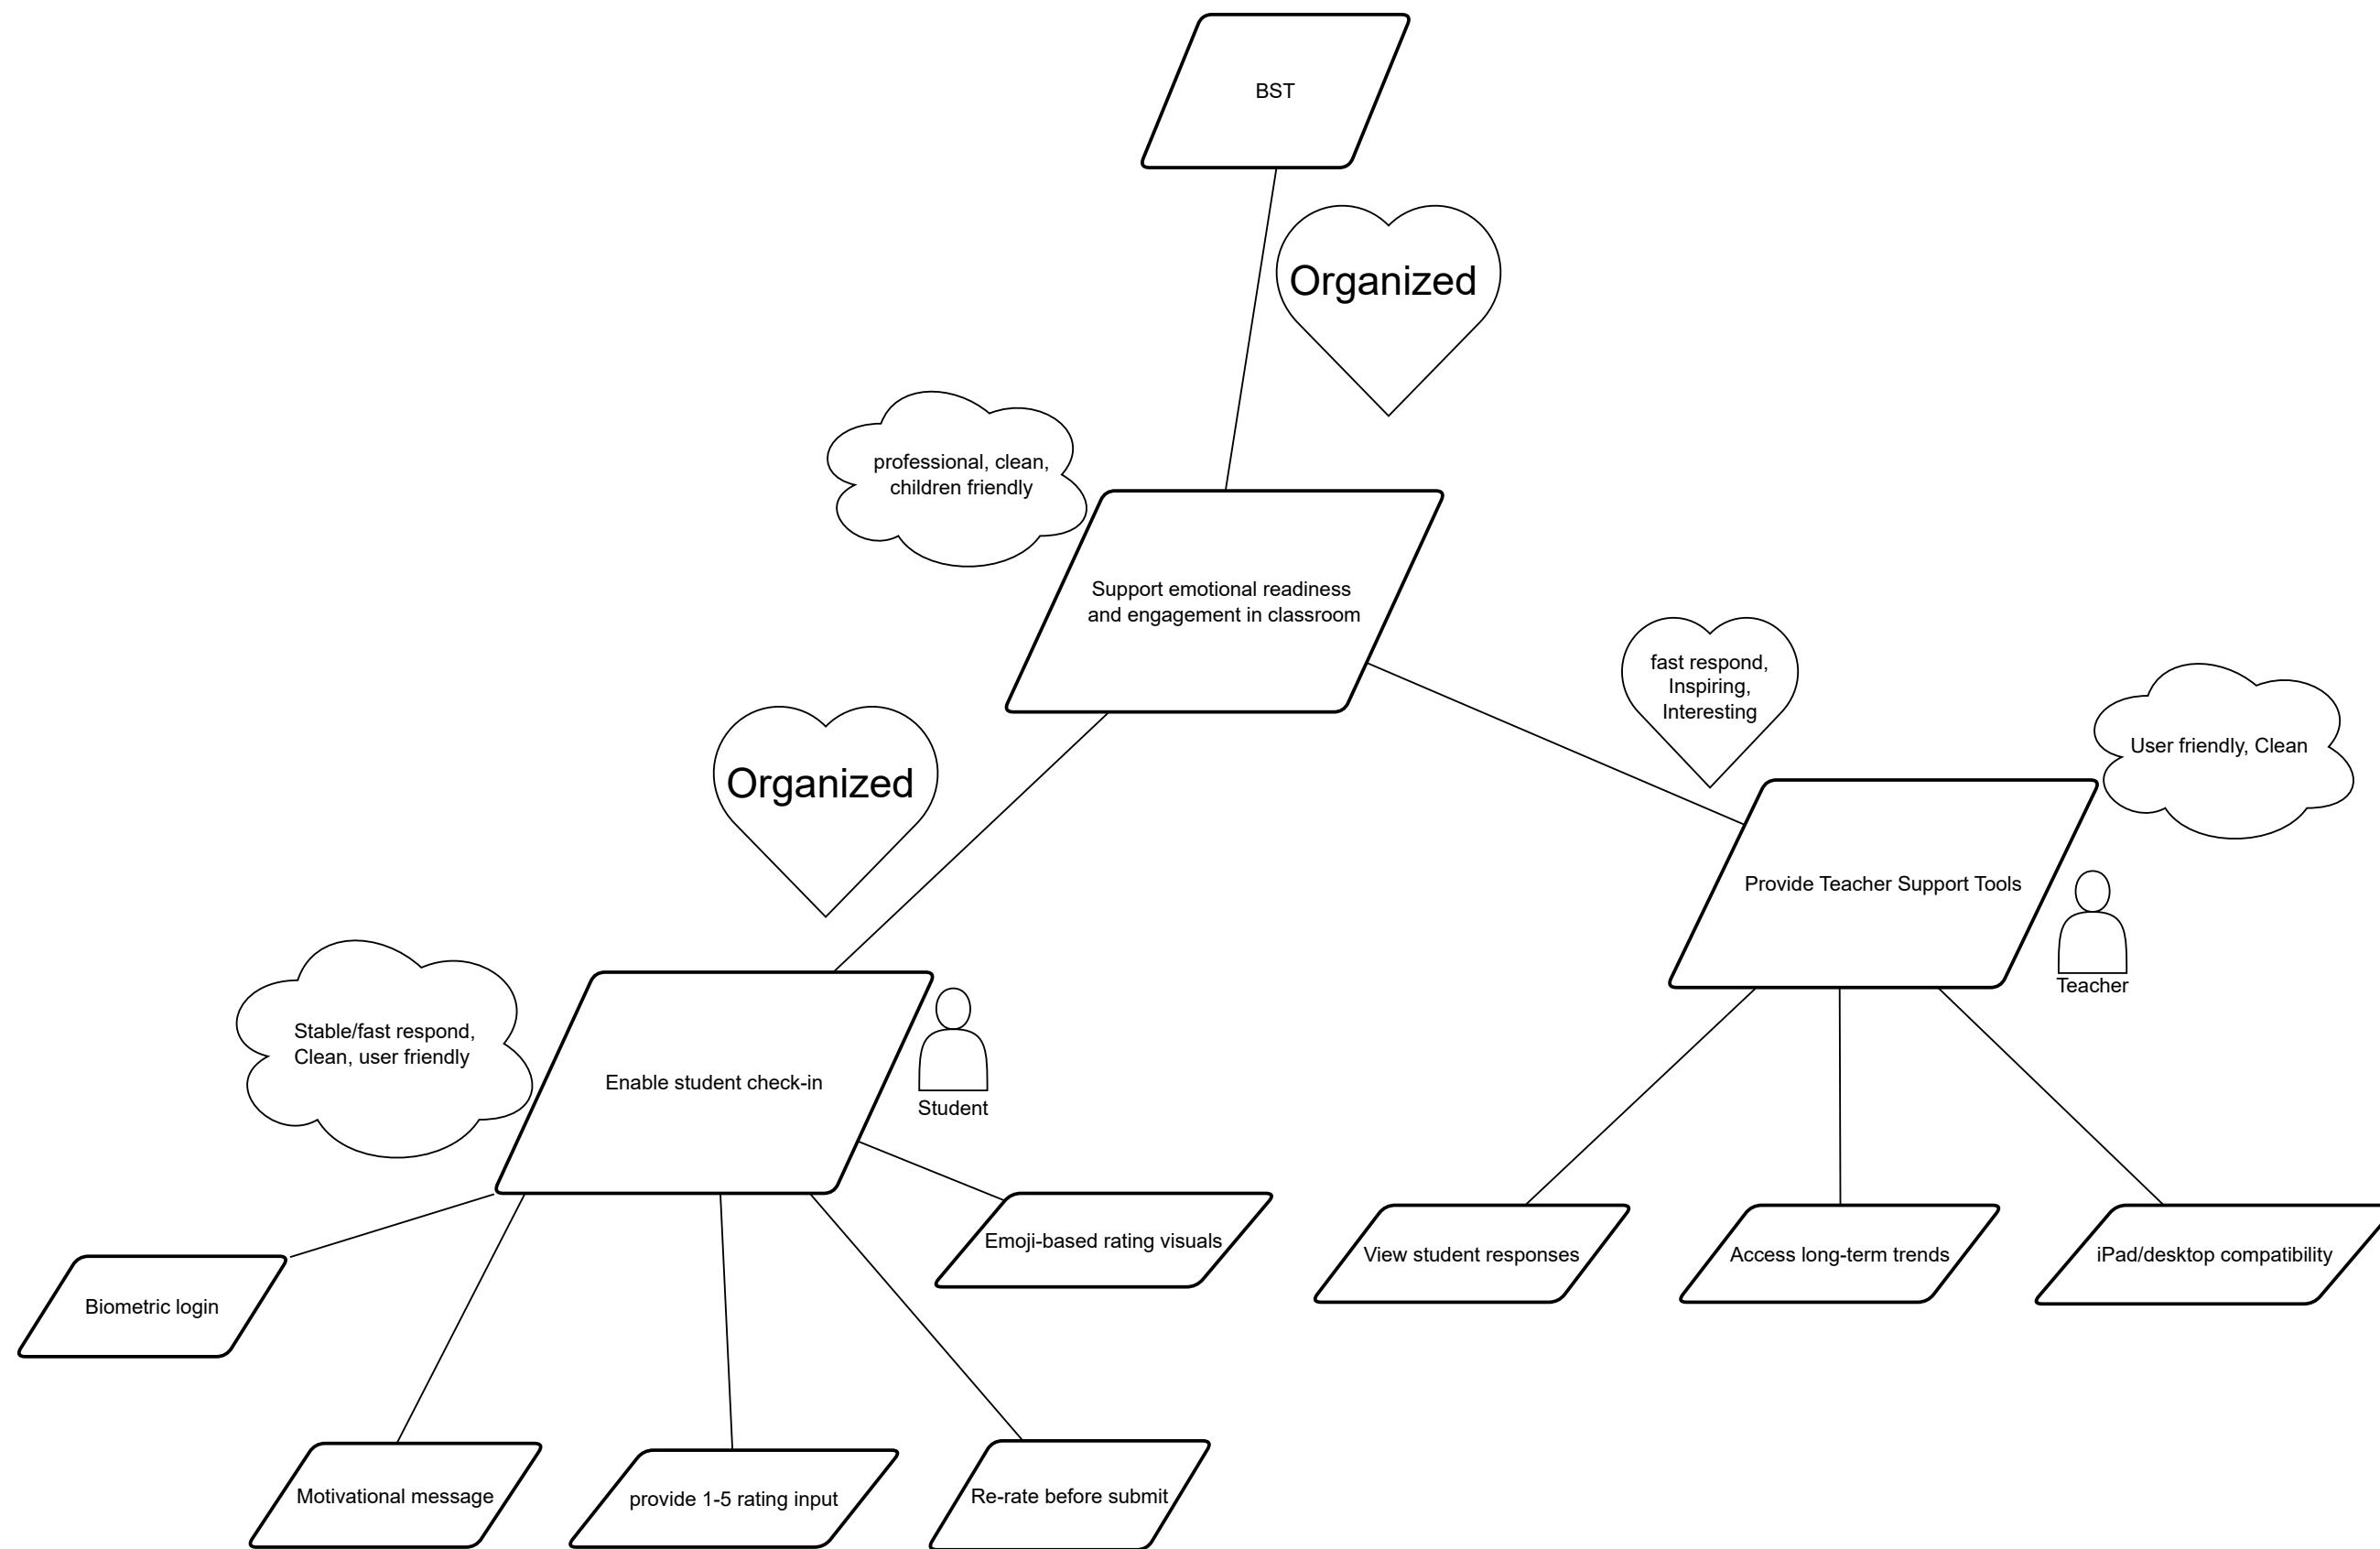 BST
Organized
professional, clean,
children friendly
Support emotional readiness
and engagement in classroom
fast respond,
Inspiring,
Interesting
User friendly, Clean
Organized
Provide Teacher Support Tools
Teacher
Stable/fast respond,
Clean, user friendly
Enable student check-in
Student
Emoji-based rating visuals
View student responses
Access long-term trends
iPad/desktop compatibility
Biometric login
Motivational message
provide 1-5 rating input
Re-rate before submit